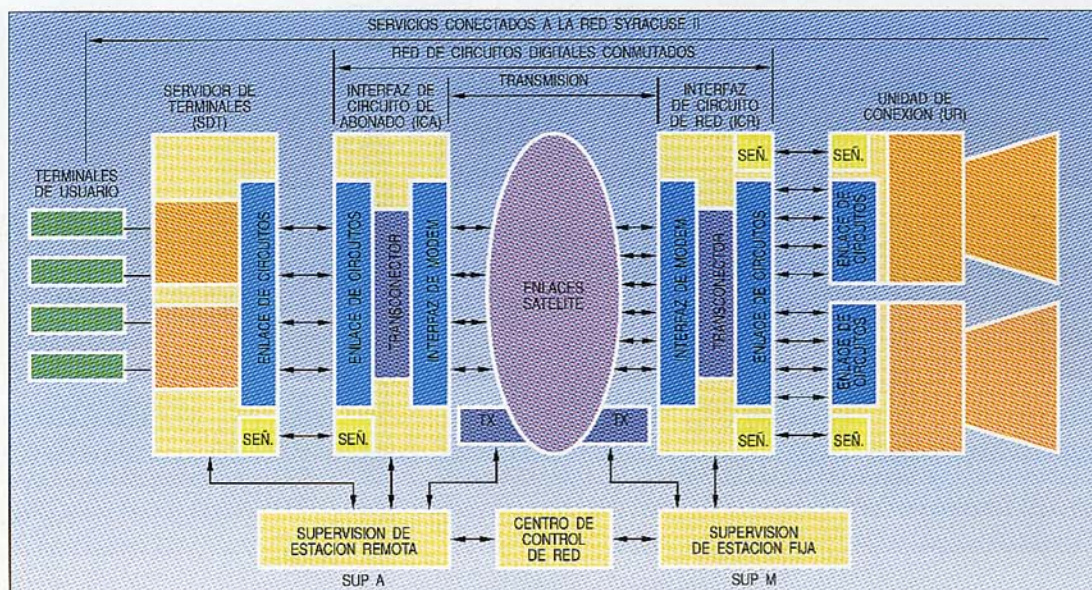 SERVICIOS CONECTADOS A LA RED SYRACUSE II
RED DE CIRCUITOS DIGITALES CONMUTADOS
TRANSMISION
SERVIDOR DE
TERMINALES
(SDT)
INTERFAZ DE
CIRCUITO DE
ABONADO (ICA)
INTERFAZ
DE CIRCUITO
DE RED (ICR)
UNIDAD DE
CONEXION (UR)
TERMINALES
DE USUARIO
ENLACE DE CIRCUITOS
SEÑ.
ENLACE DE CIRCUITOS
TRANSCONECTOR
INTERFAZ DE MODEM
SEÑ.
ENLACES
SATELITE
TX
TX
INTERFAZ DE MODEM
TRANSCONECTOR
ENLACE DE CIRCUITOS
SEÑ.
SEÑ.
SEÑ.
ENLACE DE
CIRCUITOS
ENLACE DE
CIRCUITOS
SEÑ.
SUPERVISION DE
ESTACION REMOTA
SUP A
CENTRO DE
CONTROL
DE RED
SUPERVISION
DE ESTACION FIJA
SUP M